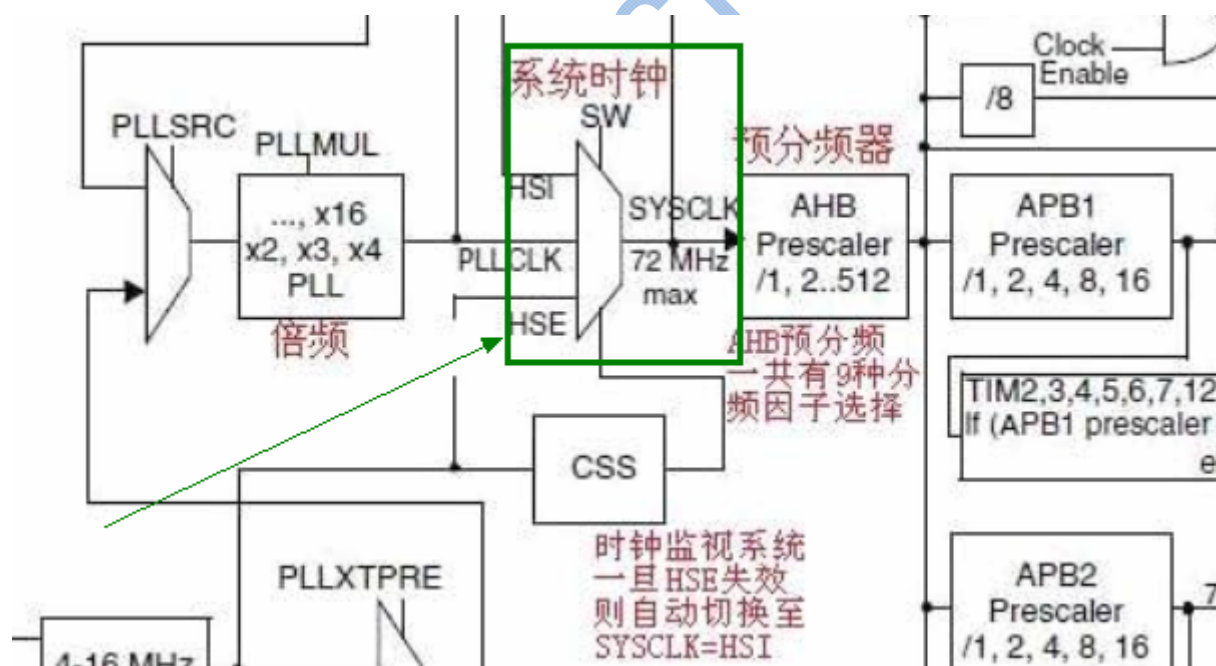 Clock
Enable
/8
系统时钟
SW
PLLSRC
PLLMUL
预分频器
..., x16
x2, x3, x4
PLL
倍频
HSI
PLLCLK
HSE
SYSCLK
72 MHz
max
AHB
Prescaler
/1, 2..512
AHB预分频
一共有9种分
频因子选择
APB1
Prescaler
/1, 2, 4, 8, 16
TIM2,3,4,5,6,7,12
If (APB1 prescaler
e
CSS
时钟监视系统
一旦HSE失效
则自动切换至
SYSCLK=HSI
PLLXTPRE
4-16 MHz
APB2
Prescaler
/1, 2, 4, 8, 16
7